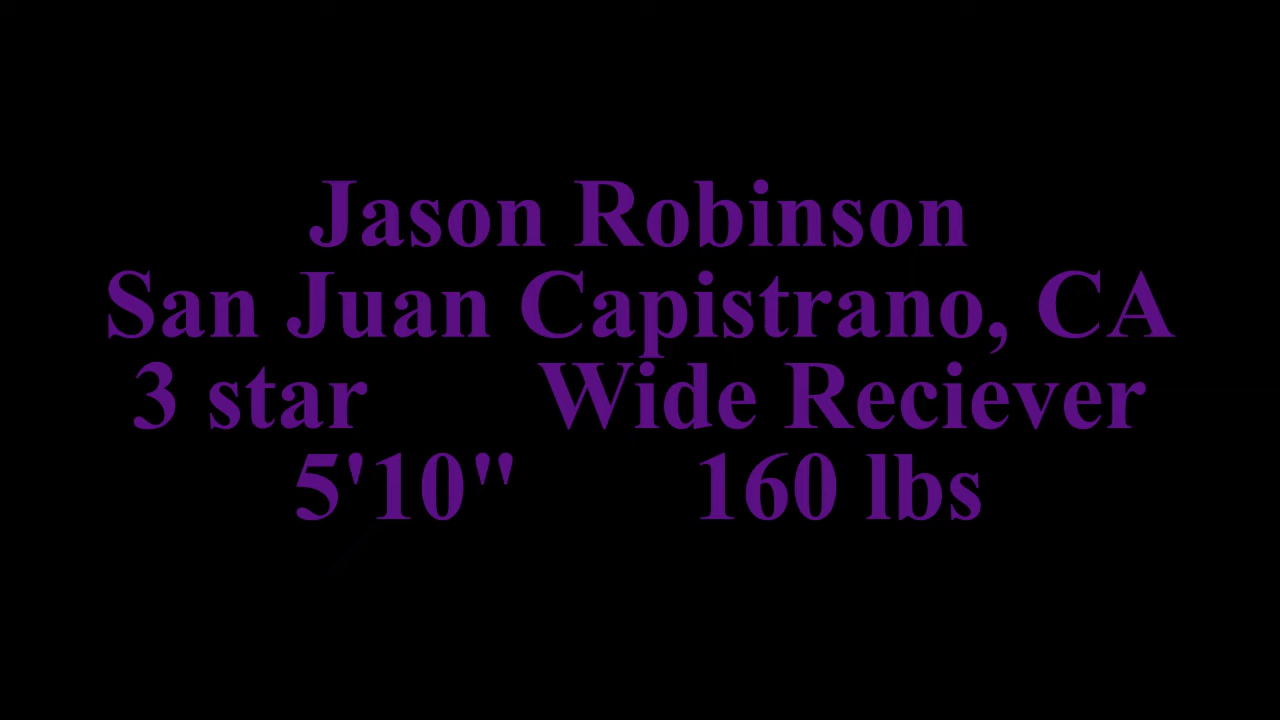 Jason Robinson
San Juan Capistrano, CA
3 star Wide Reciever
5'10" 160 lbs